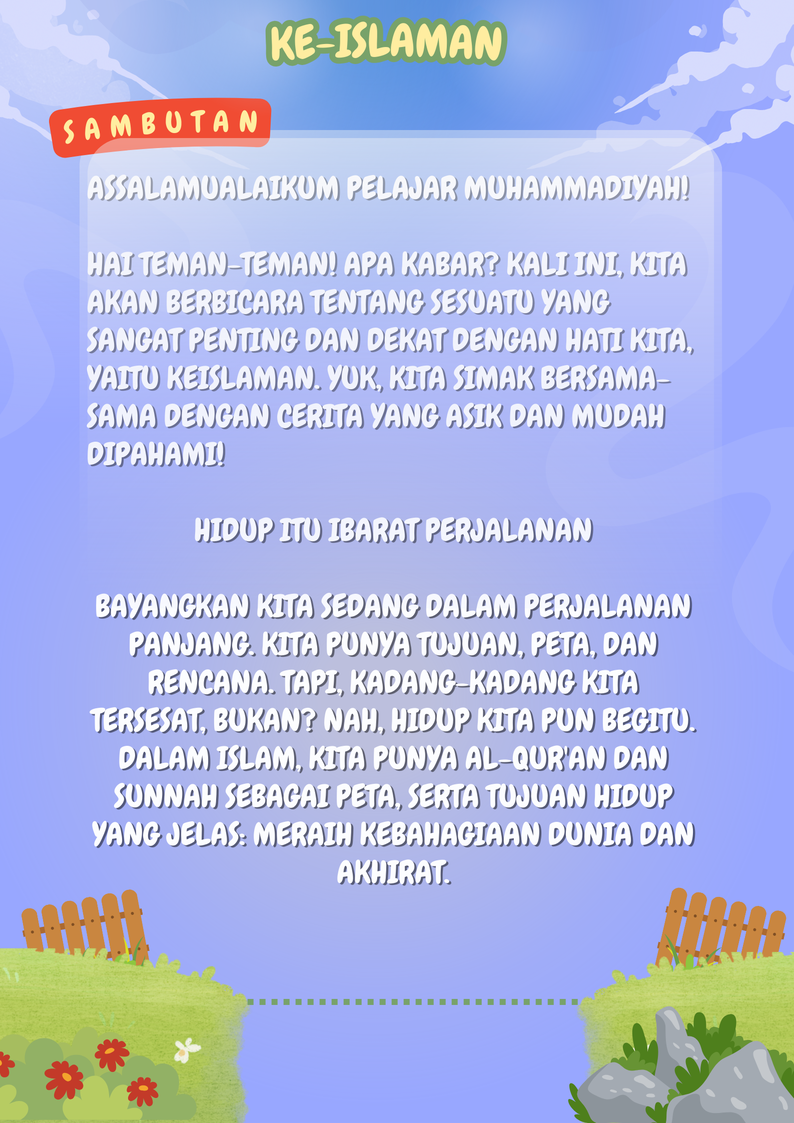 KE-ISLAMAN
SAMBUTAN
ASSALAMUALAIKUM PELAJAR MUHAMMADIYAH!
HAI TEMAN-TEMAN! APA KABAR? KALI INI, KITA
AKAN BERBICARA TENTANG SESUATU YANG
SANGAT PENTING DAN DEKAT DENGAN HATI KITA,
YAITU KEISLAMAN. YUK, KITA SIMAK BERSAMA-
SAMA DENGAN CERITA YANG ASIK DAN MUDAH
DIPAHAMI!
HIDUP ITU IBARAT PERJALANAN
BAYANGKAN KITA SEDANG DALAM PERJALANAN
PANJANG. KITA PUNYA TUJUAN, PETA, DAN
RENCANA. TAPI, KADANG-KADANG KITA
TERSESAT, BUKAN? NAH, HIDUP KITA PUN BEGITU.
DALAM ISLAM, KITA PUNYA AL-QUR'AN DAN
SUNNAH SEBAGAI PETA, SERTA TUJUAN HIDUP
YANG JELAS: MERAIH KEBAHAGIAAN DUNIA DAN
AKHIRAT.